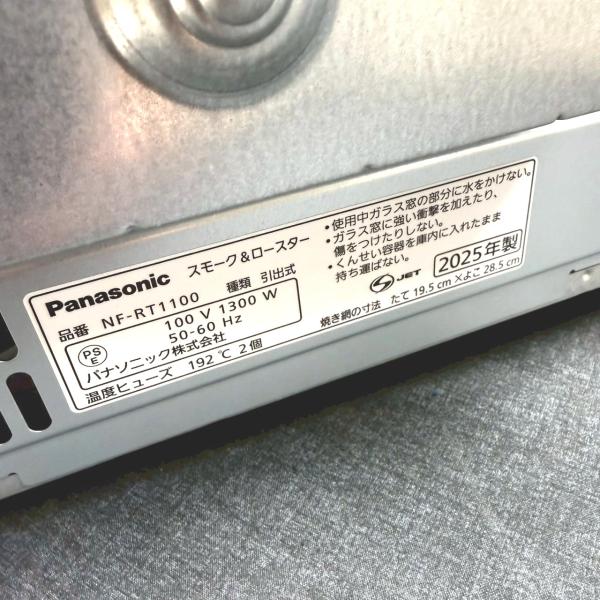 Panasonic スモーク＆ロースター
品番 NF-RT1100 種類 引出式
PS
E
100 V 1300 W
50-60 Hz
パナソニック株式会社
温度ヒューズ 192 ℃ 2個
・使用中ガラス窓の部分に水をかけない。
・ガラス窓に強い衝撃を加えたり、
傷をつけたりしない。
・くんせい容器を庫内に入れたまま
持ち運ばない。
S JET 2025年製
焼き網の寸法 たて 19.5 cm ×よこ 28.5 cm